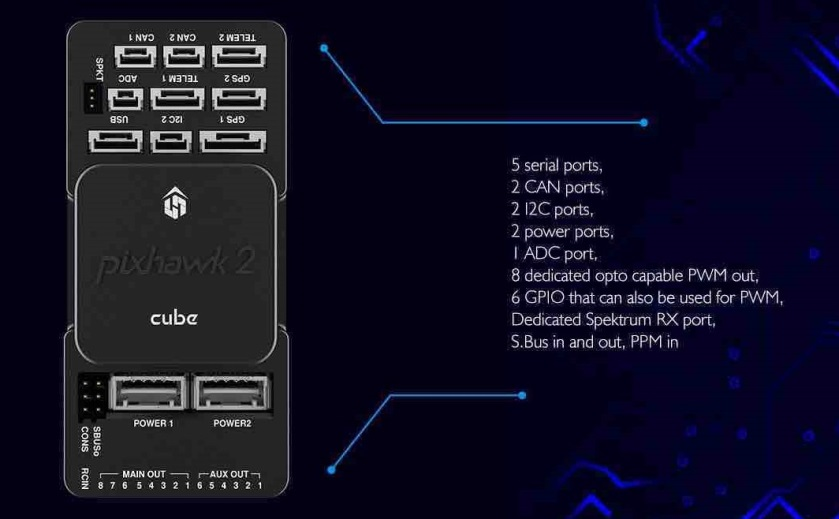 CAN 1 CAN 2 TELEM 2
SPKT ADC TELEM 1 GPS 2
USB I2C 2 GPS 1
pixhawk 2
cube
5 serial ports,
2 CAN ports,
2 I2C ports,
2 power ports,
1 ADC port,
8 dedicated opto capable PWM out,
6 GPIO that can also be used for PWM,
Dedicated Spektrum RX port,
S.Bus in and out, PPM in
POWER 1 POWER2
SBUSo
CONS
RCIN
MAIN OUT AUX OUT
8 7 6 5 4 3 2 1 6 5 4 3 2 1